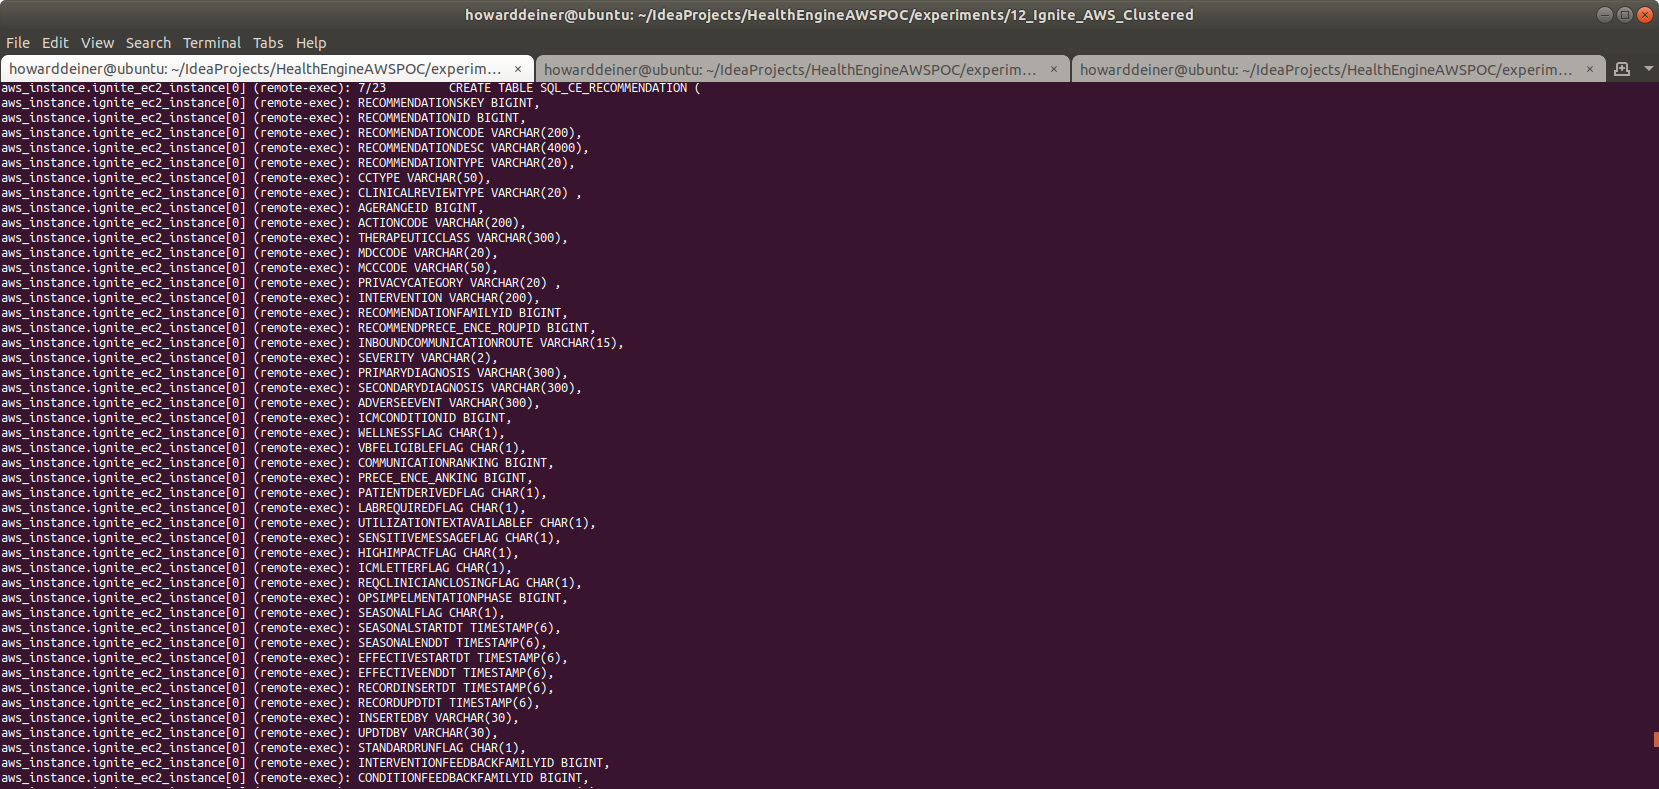 howarddeiner@ubuntu: ~/IdeaProjects/HealthEngineAWSPOC/experiments/12_Ignite_AWS_Clustered
File Edit View Search Terminal Tabs Help
howarddeiner@ubuntu: ~/IdeaProjects/HealthEngineAWSPOC/experim... × howarddeiner@ubuntu: ~/IdeaProjects/HealthEngineAWSPOC/experim... × howarddeiner@ubuntu: ~/IdeaProjects/HealthEngineAWSPOC/experim... ×
aws_instance.ignite_ec2_instance[0] (remote-exec): 7/23         CREATE TABLE SQL_CE_RECOMMENDATION (
aws_instance.ignite_ec2_instance[0] (remote-exec): RECOMMENDATIONSKEY BIGINT,
aws_instance.ignite_ec2_instance[0] (remote-exec): RECOMMENDATIONID BIGINT,
aws_instance.ignite_ec2_instance[0] (remote-exec): RECOMMENDATIONCODE VARCHAR(200),
aws_instance.ignite_ec2_instance[0] (remote-exec): RECOMMENDATIONDESC VARCHAR(4000),
aws_instance.ignite_ec2_instance[0] (remote-exec): RECOMMENDATIONTYPE VARCHAR(20),
aws_instance.ignite_ec2_instance[0] (remote-exec): CCTYPE VARCHAR(50),
aws_instance.ignite_ec2_instance[0] (remote-exec): CLINICALREVIEWTYPE VARCHAR(20) ,
aws_instance.ignite_ec2_instance[0] (remote-exec): AGERANGEID BIGINT,
aws_instance.ignite_ec2_instance[0] (remote-exec): ACTIONCODE VARCHAR(200),
aws_instance.ignite_ec2_instance[0] (remote-exec): THERAPEUTICCLASS VARCHAR(300),
aws_instance.ignite_ec2_instance[0] (remote-exec): MDCCODE VARCHAR(20),
aws_instance.ignite_ec2_instance[0] (remote-exec): MCCCODE VARCHAR(50),
aws_instance.ignite_ec2_instance[0] (remote-exec): PRIVACYCATEGORY VARCHAR(20) ,
aws_instance.ignite_ec2_instance[0] (remote-exec): INTERVENTION VARCHAR(200),
aws_instance.ignite_ec2_instance[0] (remote-exec): RECOMMENDATIONFAMILYID BIGINT,
aws_instance.ignite_ec2_instance[0] (remote-exec): RECOMMENDPRECE_ENCE_ROUPID BIGINT,
aws_instance.ignite_ec2_instance[0] (remote-exec): INBOUNDCOMMUNICATIONROUTE VARCHAR(15),
aws_instance.ignite_ec2_instance[0] (remote-exec): SEVERITY VARCHAR(2),
aws_instance.ignite_ec2_instance[0] (remote-exec): PRIMARYDIAGNOSIS VARCHAR(300),
aws_instance.ignite_ec2_instance[0] (remote-exec): SECONDARYDIAGNOSIS VARCHAR(300),
aws_instance.ignite_ec2_instance[0] (remote-exec): ADVERSEEVENT VARCHAR(300),
aws_instance.ignite_ec2_instance[0] (remote-exec): ICMCONDITIONID BIGINT,
aws_instance.ignite_ec2_instance[0] (remote-exec): WELLNESSFLAG CHAR(1),
aws_instance.ignite_ec2_instance[0] (remote-exec): VBFELIGIBLEFLAG CHAR(1),
aws_instance.ignite_ec2_instance[0] (remote-exec): COMMUNICATIONRANKING BIGINT,
aws_instance.ignite_ec2_instance[0] (remote-exec): PRECE_ENCE_ANKING BIGINT,
aws_instance.ignite_ec2_instance[0] (remote-exec): PATIENTDERIVEDFLAG CHAR(1),
aws_instance.ignite_ec2_instance[0] (remote-exec): LABREQUIREDFLAG CHAR(1),
aws_instance.ignite_ec2_instance[0] (remote-exec): UTILIZATIONTEXTAVAILABLEF CHAR(1),
aws_instance.ignite_ec2_instance[0] (remote-exec): SENSITIVEMESSAGEFLAG CHAR(1),
aws_instance.ignite_ec2_instance[0] (remote-exec): HIGHIMPACTFLAG CHAR(1),
aws_instance.ignite_ec2_instance[0] (remote-exec): ICMLETTERFLAG CHAR(1),
aws_instance.ignite_ec2_instance[0] (remote-exec): REQCLINICIANCLOSINGFLAG CHAR(1),
aws_instance.ignite_ec2_instance[0] (remote-exec): OPSIMPELMENTATIONPHASE BIGINT,
aws_instance.ignite_ec2_instance[0] (remote-exec): SEASONALFLAG CHAR(1),
aws_instance.ignite_ec2_instance[0] (remote-exec): SEASONALSTARTDT TIMESTAMP(6),
aws_instance.ignite_ec2_instance[0] (remote-exec): SEASONALENDDT TIMESTAMP(6),
aws_instance.ignite_ec2_instance[0] (remote-exec): EFFECTIVESTARTDT TIMESTAMP(6),
aws_instance.ignite_ec2_instance[0] (remote-exec): EFFECTIVEENDDT TIMESTAMP(6),
aws_instance.ignite_ec2_instance[0] (remote-exec): RECORDINSERTDT TIMESTAMP(6),
aws_instance.ignite_ec2_instance[0] (remote-exec): RECORDUPDTDT TIMESTAMP(6),
aws_instance.ignite_ec2_instance[0] (remote-exec): INSERTEDBY VARCHAR(30),
aws_instance.ignite_ec2_instance[0] (remote-exec): UPDTDBY VARCHAR(30),
aws_instance.ignite_ec2_instance[0] (remote-exec): STANDARDRUNFLAG CHAR(1),
aws_instance.ignite_ec2_instance[0] (remote-exec): INTERVENTIONFEEDBACKFAMILYID BIGINT,
aws_instance.ignite_ec2_instance[0] (remote-exec): CONDITIONFEEDBACKFAMILYID BIGINT,